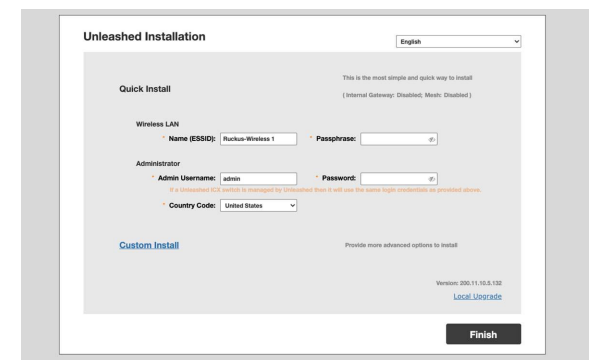 Unleashed Installation
English
Quick Install
This is the most simple and quick way to install
( Internal Gateway: Disabled; Mesh: Disabled )
Wireless LAN
* Name (ESSID): Ruckus-Wireless 1 * Passphrase:
Administrator
* Admin Username: admin * Password:
If a Unleashed ICX switch is managed by Unleashed then it will use the same login credentials as provided above.
* Country Code: United States
Custom Install
Provide more advanced options to install
Version: 200.11.10.5.132
Local Upgrade
Finish